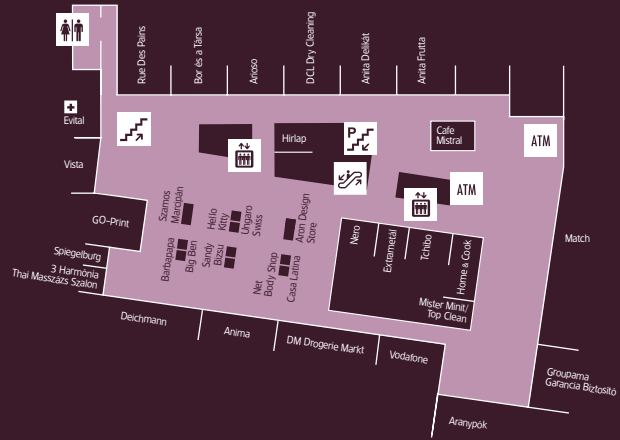 Rue Des Pains
Bor és a Társa
Arioso
DCL Dry Cleaning
Anita Delikát
Anita Frutta
Evital
Vista
GO-Print
Spiegelburg
3 Harmónia
Thai Masszázs Szalon
Hírlap
P
Cafe
Mistral
ATM
ATM
Szamos
Marcipán
Hello
Kitty
Ungaro
Swiss
Aron Design
Store
Barbapapa
Big Ben
Sandy
Bizsu
Net
Body Shop
Casa Latina
Nero
Extrametál
Tchibo
Home & Cook
Mister Minit/
Top Clean
Match
Deichmann
Anima
DM Drogerie Markt
Vodafone
Groupama
Garancia Biztosító
Aranypók